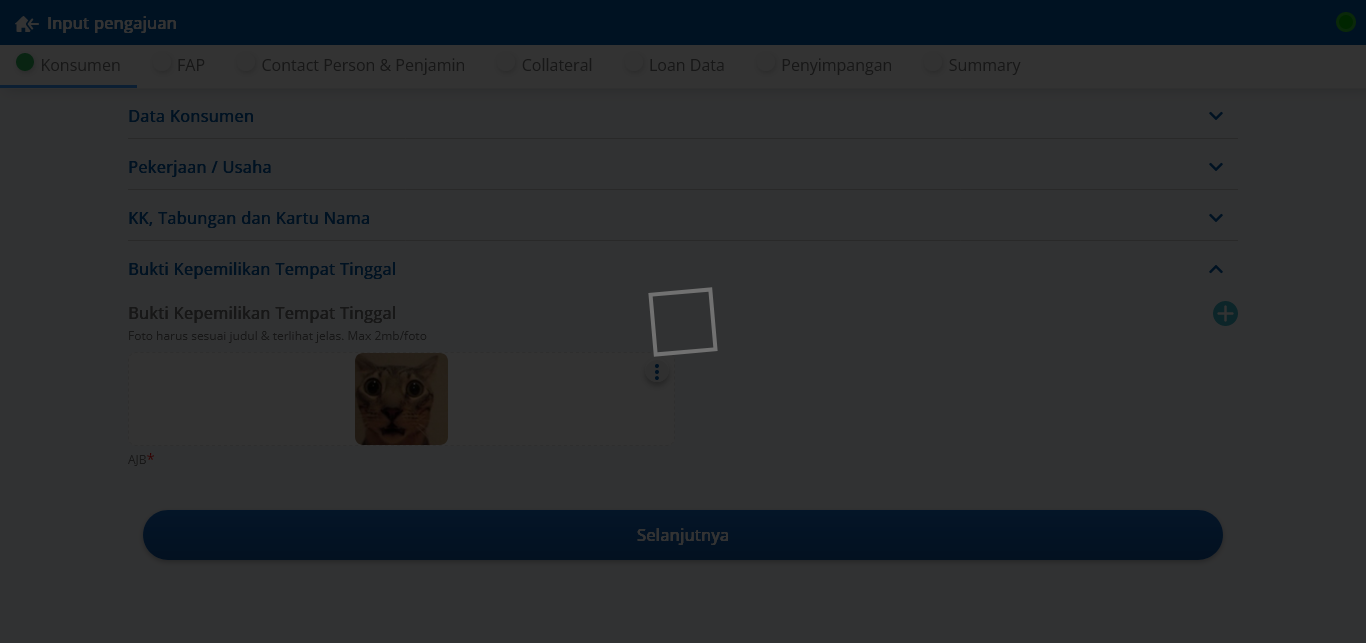 Input pengajuan
Konsumen FAP Contact Person & Penjamin Collateral Loan Data Penyimpangan Summary
Data Konsumen
Pekerjaan / Usaha
KK, Tabungan dan Kartu Nama
Bukti Kepemilikan Tempat Tinggal
Bukti Kepemilikan Tempat Tinggal
Foto harus sesuai judul & terlihat jelas. Max 2mb/foto
AJB*
Selanjutnya